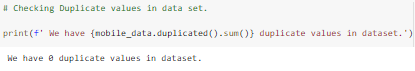 # Checking Duplicate values in data set.
print(f' We have {mobile_data.duplicated().sum()} duplicate values in dataset.')
We have 0 duplicate values in dataset.